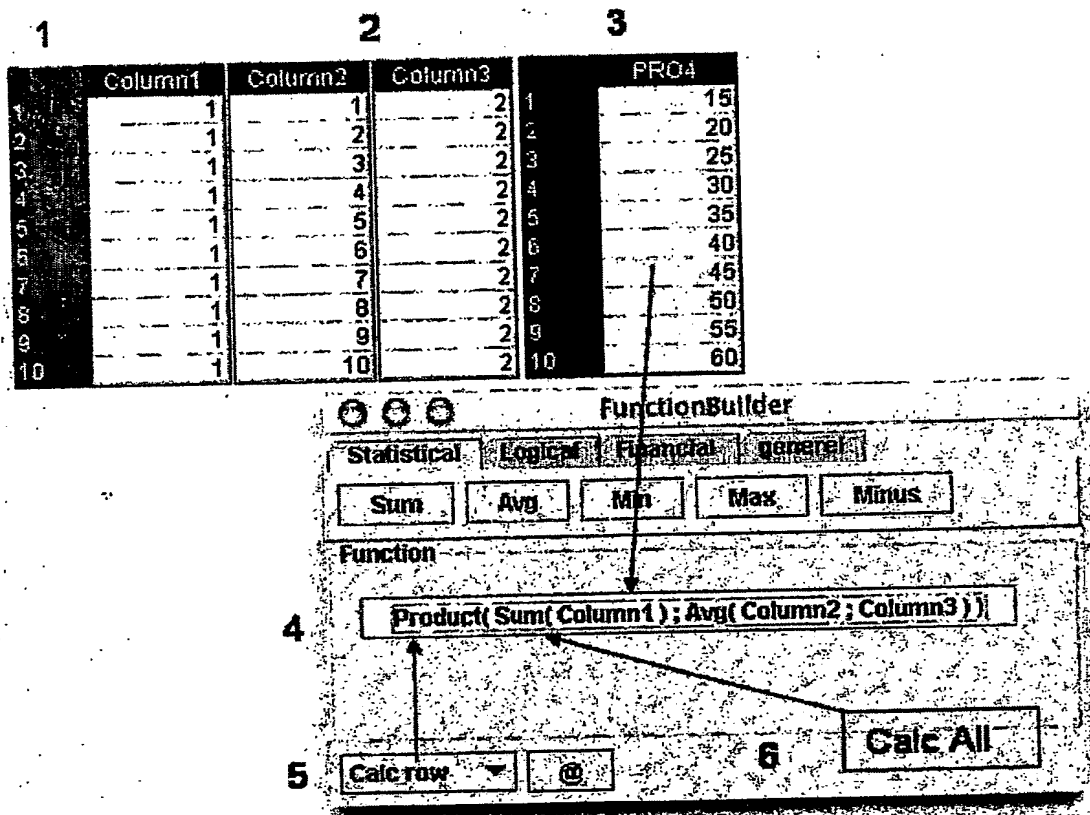 1 2 3
Column1 Column2 Column3 PRO4
1 1 1 2 1 15
2 1 2 2 2 20
3 1 3 2 3 25
4 1 4 2 4 30
5 1 5 2 5 35
6 1 6 2 6 40
7 1 7 2 7 45
8 1 8 2 8 50
9 1 9 2 9 55
10 1 10 2 10 60
FunctionBuilder
Statistical Logical Financial generel
Sum Avg Min Max Minus
Function
4 Product( Sum( Column1 ) ; Avg( Column2 ; Column3 ) )
6 Calc All
5 Calc row @